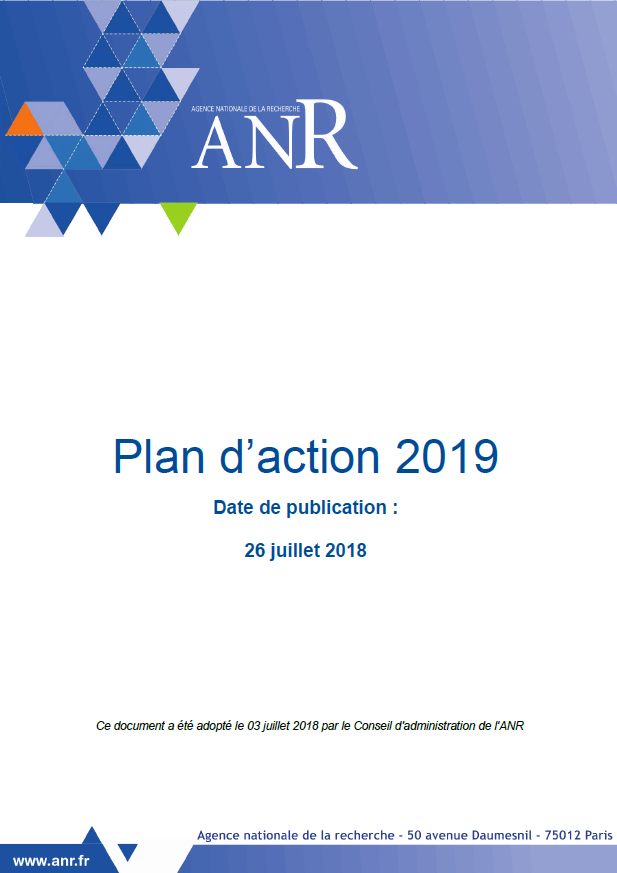 AGENCE NATIONALE DE LA RECHERCHE
ANR
Plan d'action 2019
Date de publication :
26 juillet 2018
Ce document a été adopté le 03 juillet 2018 par le Conseil d'administration de l'ANR
Agence nationale de la recherche - 50 avenue Daumesnil - 75012 Paris
www.anr.fr